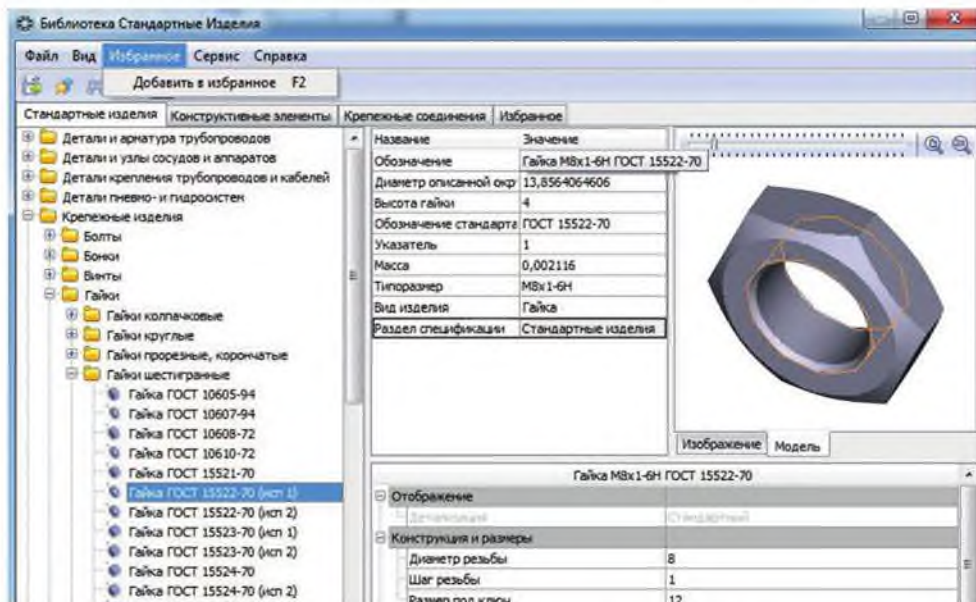 Библиотека Стандартные Изделия
Файл Вид Избранное Сервис Справка
Добавить в избранное F2
Стандартные изделия Конструктивные элементы Крепежные соединения Избранное
Детали и арматура трубопроводов
Детали и узлы сосудов и аппаратов
Детали крепления трубопроводов и кабелей
Детали пневмо- и гидросистем
Крепежные изделия
Болты
Бонки
Винты
Гайки
Гайки колпачковые
Гайки круглые
Гайки прорезные, корончатые
Гайки шестигранные
Гайка ГОСТ 10605-94
Гайка ГОСТ 10607-94
Гайка ГОСТ 10608-72
Гайка ГОСТ 10610-72
Гайка ГОСТ 15521-70
Гайка ГОСТ 15522-70 (исп 1)
Гайка ГОСТ 15522-70 (исп 2)
Гайка ГОСТ 15523-70 (исп 1)
Гайка ГОСТ 15523-70 (исп 2)
Гайка ГОСТ 15524-70
Гайка ГОСТ 15524-70 (исп 2)
Название Значение
Обозначение Гайка М8х1-6Н ГОСТ 15522-70
Диаметр описанной окр 13,8564064606
Высота гайки 4
Обозначение стандарта ГОСТ 15522-70
Указатель 1
Масса 0,002116
Типоразмер М8х1-6Н
Вид изделия Гайка
Раздел спецификации Стандартные изделия
Изображение Модель
Гайка М8х1-6Н ГОСТ 15522-70
Отображение
Детализация Стандартный
Конструкция и размеры
Диаметр резьбы 8
Шаг резьбы 1
Размер под ключ 12